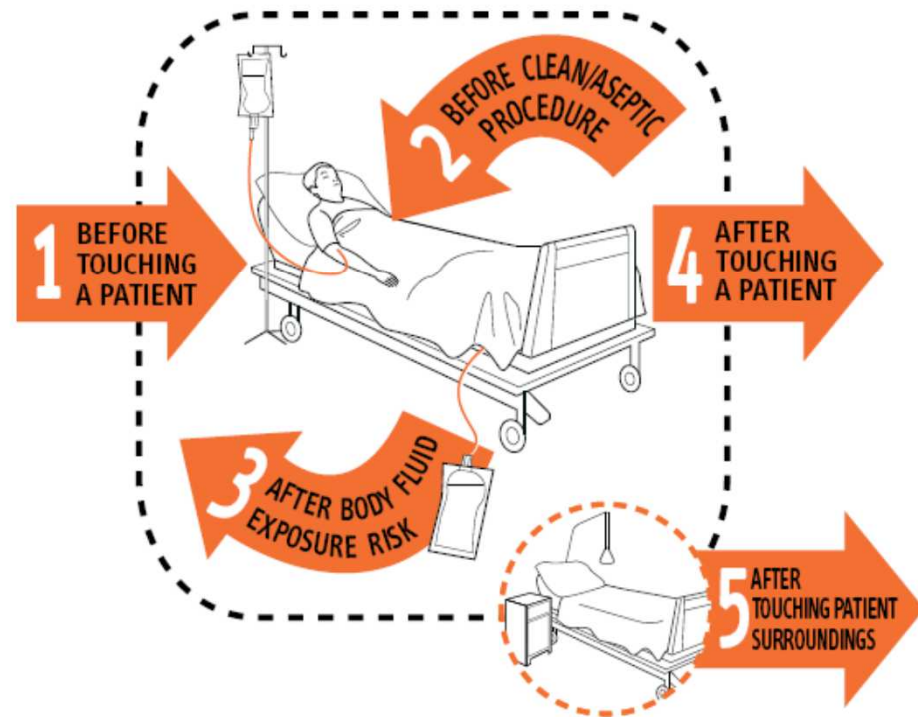 1
BEFORE
TOUCHING
A PATIENT
2
BEFORE CLEAN/ASEPTIC
PROCEDURE
3
AFTER BODY FLUID
EXPOSURE RISK
4
AFTER
TOUCHING
A PATIENT
5
AFTER
TOUCHING PATIENT
SURROUNDINGS